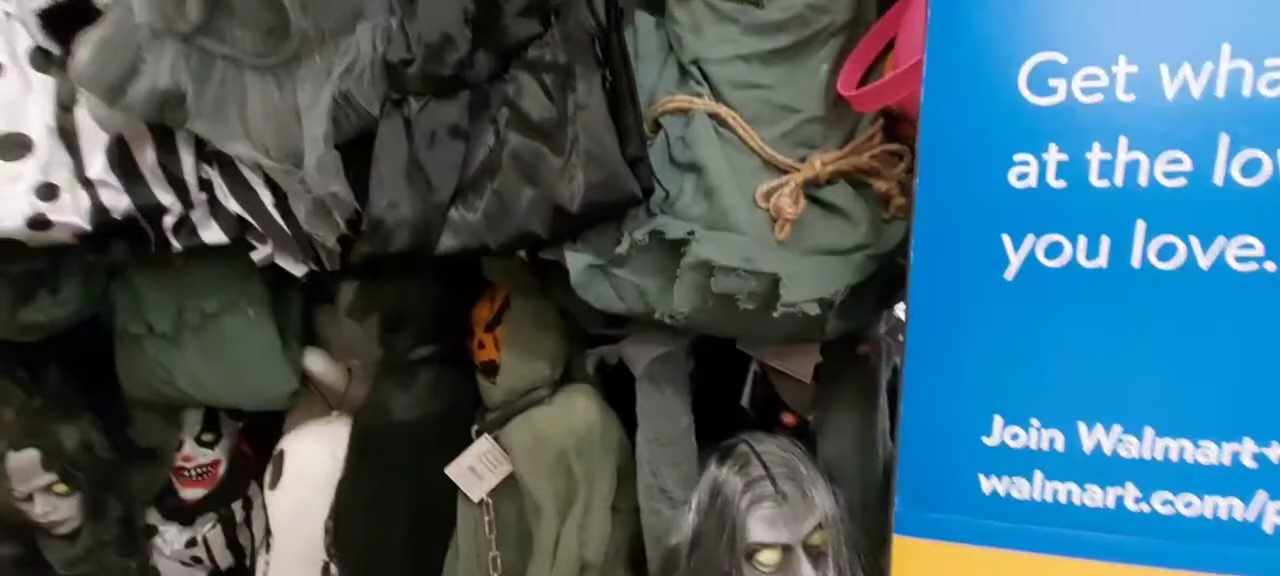 Get wha
at the lo
you love.
Join Walmart+
walmart.com/p